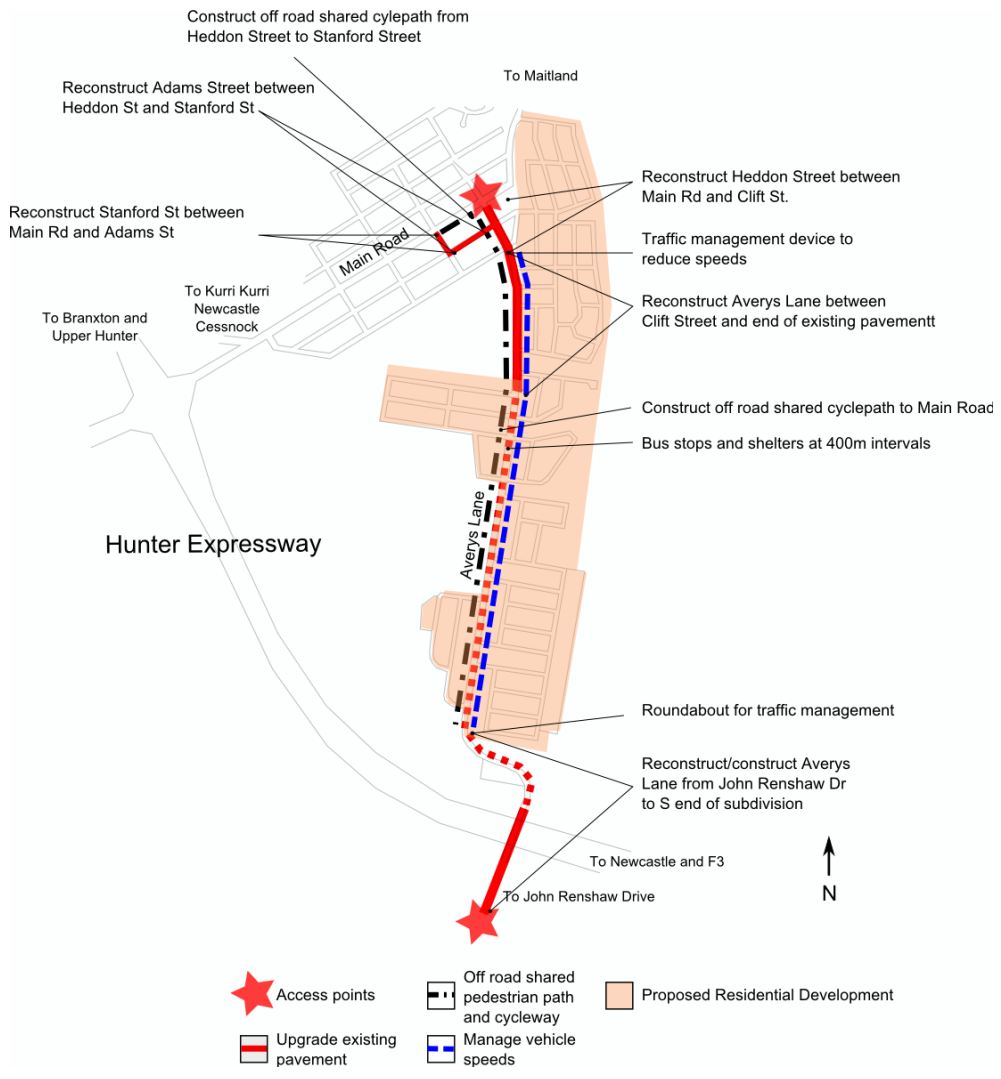 Construct off road shared cylepath from
Heddon Street to Stanford Street
To Maitland
Reconstruct Adams Street between
Heddon St and Stanford St
Reconstruct Heddon Street between
Main Rd and Clift St.
Reconstruct Stanford St between
Main Rd and Adams St
Main Road
Traffic management device to
reduce speeds
To Kurri Kurri
Newcastle
Cessnock
To Branxton and
Upper Hunter
Reconstruct Averys Lane between
Clift Street and end of existing pavementt
Construct off road shared cyclepath to Main Road
Bus stops and shelters at 400m intervals
Averys Lane
Hunter Expressway
Roundabout for traffic management
Reconstruct/construct Averys
Lane from John Renshaw Dr
to S end of subdivision
To Newcastle and F3
To John Renshaw Drive
N
Access points
Off road shared
pedestrian path
and cycleway
Proposed Residential Development
Upgrade existing
pavement
Manage vehicle
speeds